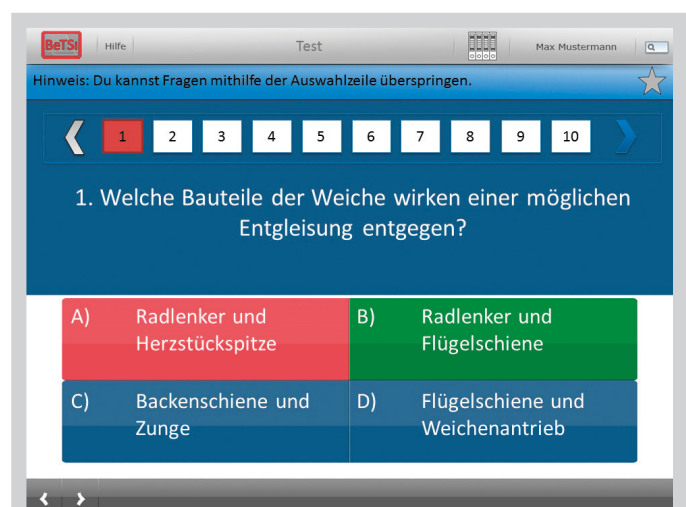 BeTSi Hilfe Test Max Mustermann
Hinweis: Du kannst Fragen mithilfe der Auswahlzeile überspringen.
1 2 3 4 5 6 7 8 9 10
1. Welche Bauteile der Weiche wirken einer möglichen
Entgleisung entgegen?
A) Radlenker und
Herzstückspitze
B) Radlenker und
Flügelschiene
C) Backenschiene und
Zunge
D) Flügelschiene und
Weichenantrieb